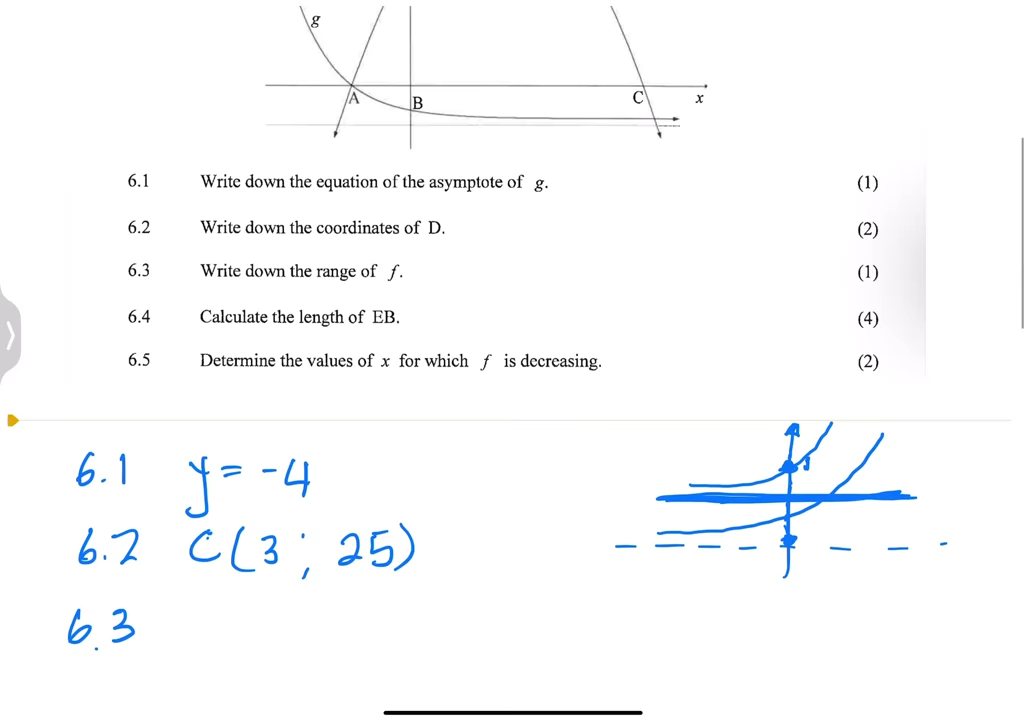 g
A B C x
6.1 Write down the equation of the asymptote of g. (1)
6.2 Write down the coordinates of D. (2)
6.3 Write down the range of f. (1)
6.4 Calculate the length of EB. (4)
6.5 Determine the values of x for which f is decreasing. (2)
6.1 y = -4
6.2 C(3 ; 25)
6.3